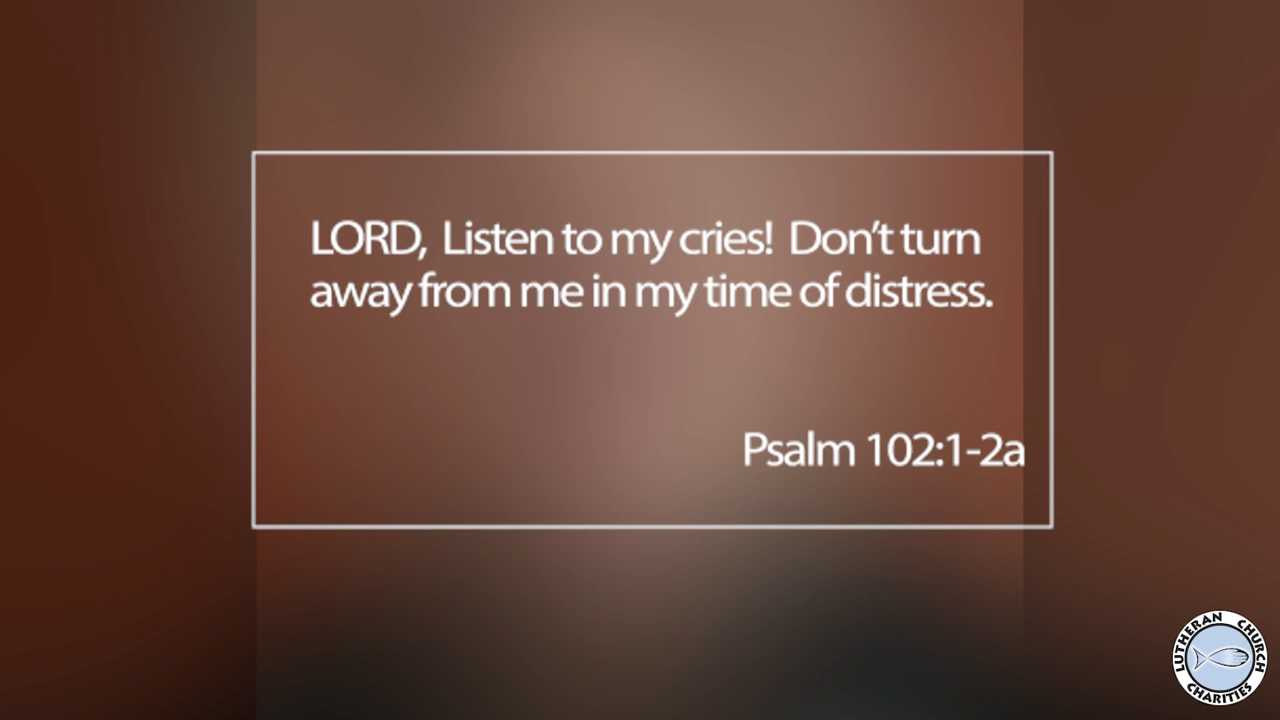 LORD,  Listen to my cries!  Don't turn
away from me in my time of distress.
Psalm 102:1-2a
LUTHERAN CHURCH
CHARITIES